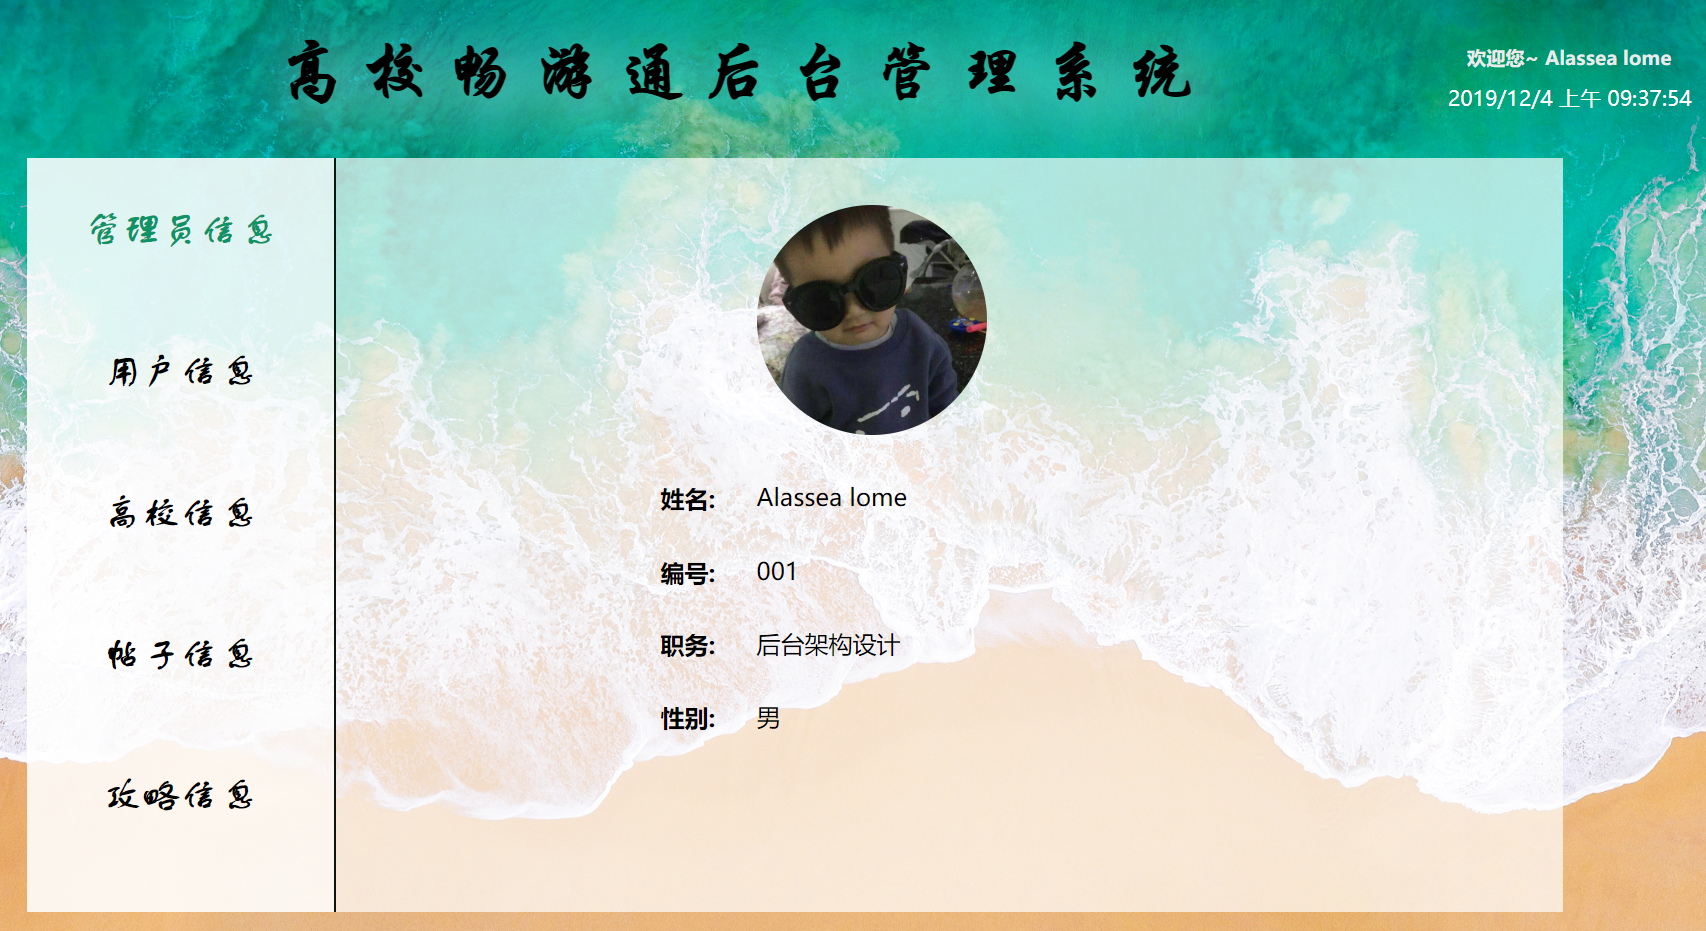 高校畅游通后台管理系统
欢迎您~ Alassea lome
2019/12/4 上午 09:37:54
管理员信息
用户信息
高校信息
帖子信息
攻略信息
姓名: Alassea lome
编号: 001
职务: 后台架构设计
性别: 男